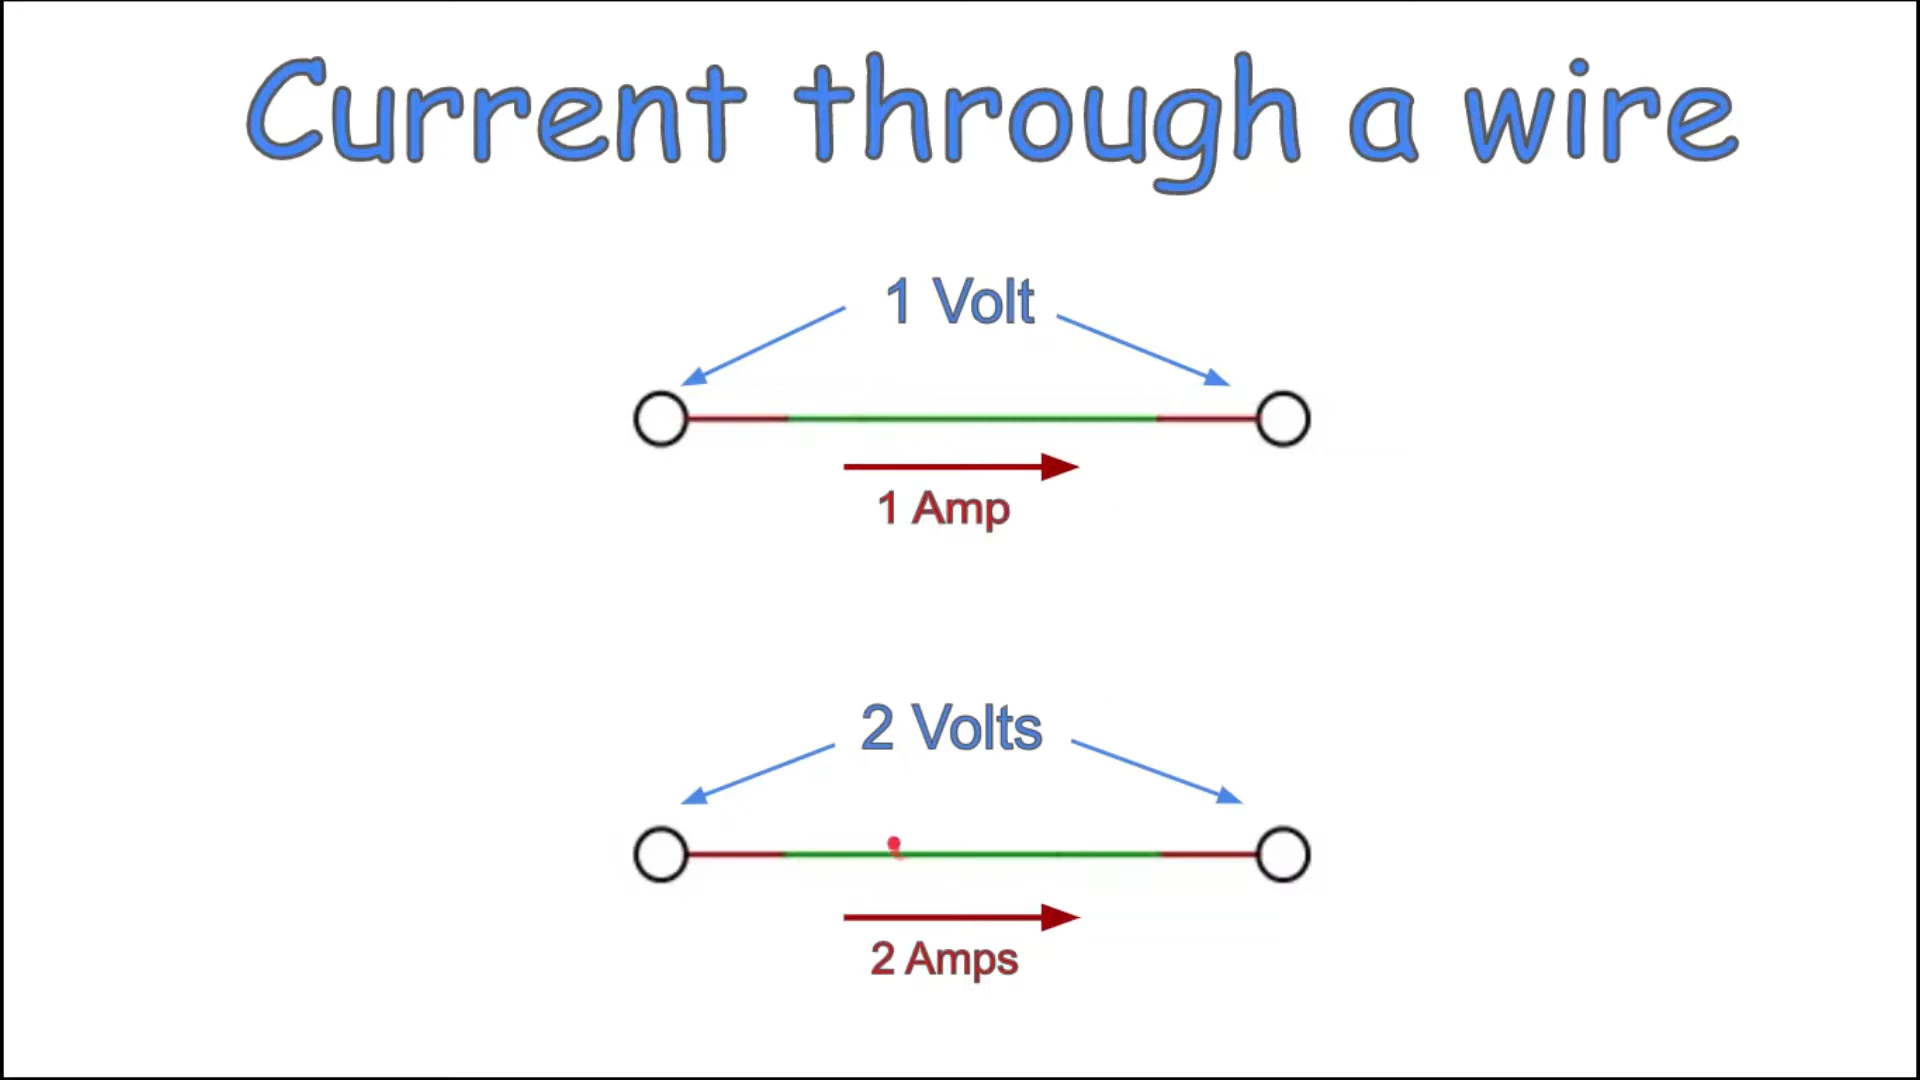 Current through a wire
1 Volt
1 Amp
2 Volts
2 Amps